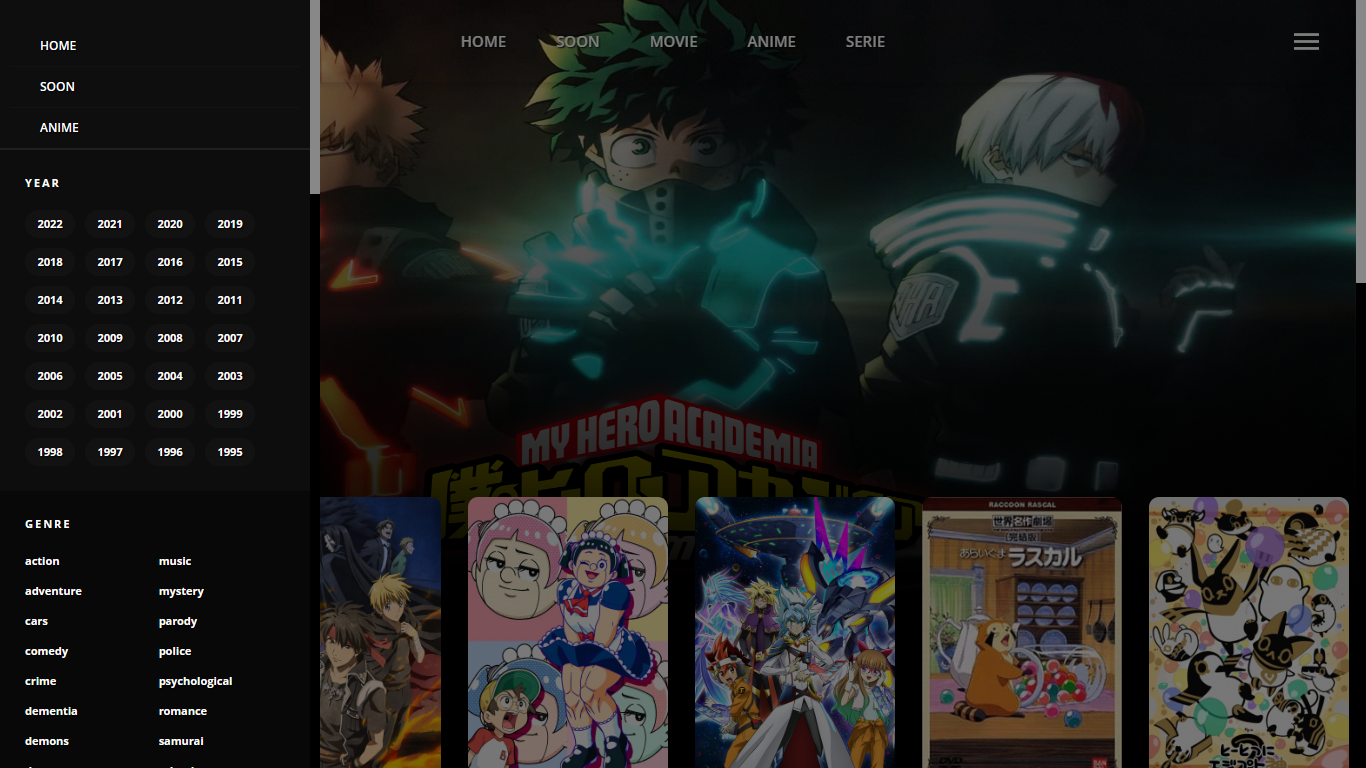 HOME
SOON
ANIME
YEAR
2022 2021 2020 2019
2018 2017 2016 2015
2014 2013 2012 2011
2010 2009 2008 2007
2006 2005 2004 2003
2002 2001 2000 1999
1998 1997 1996 1995
GENRE
action music
adventure mystery
cars parody
comedy police
crime psychological
dementia romance
demons samurai
HOME SOON MOVIE ANIME SERIE
MY HERO ACADEMIA
RACCOON RASCAL
世界名作劇場
[完結版]
あらいぐま
ラスカル